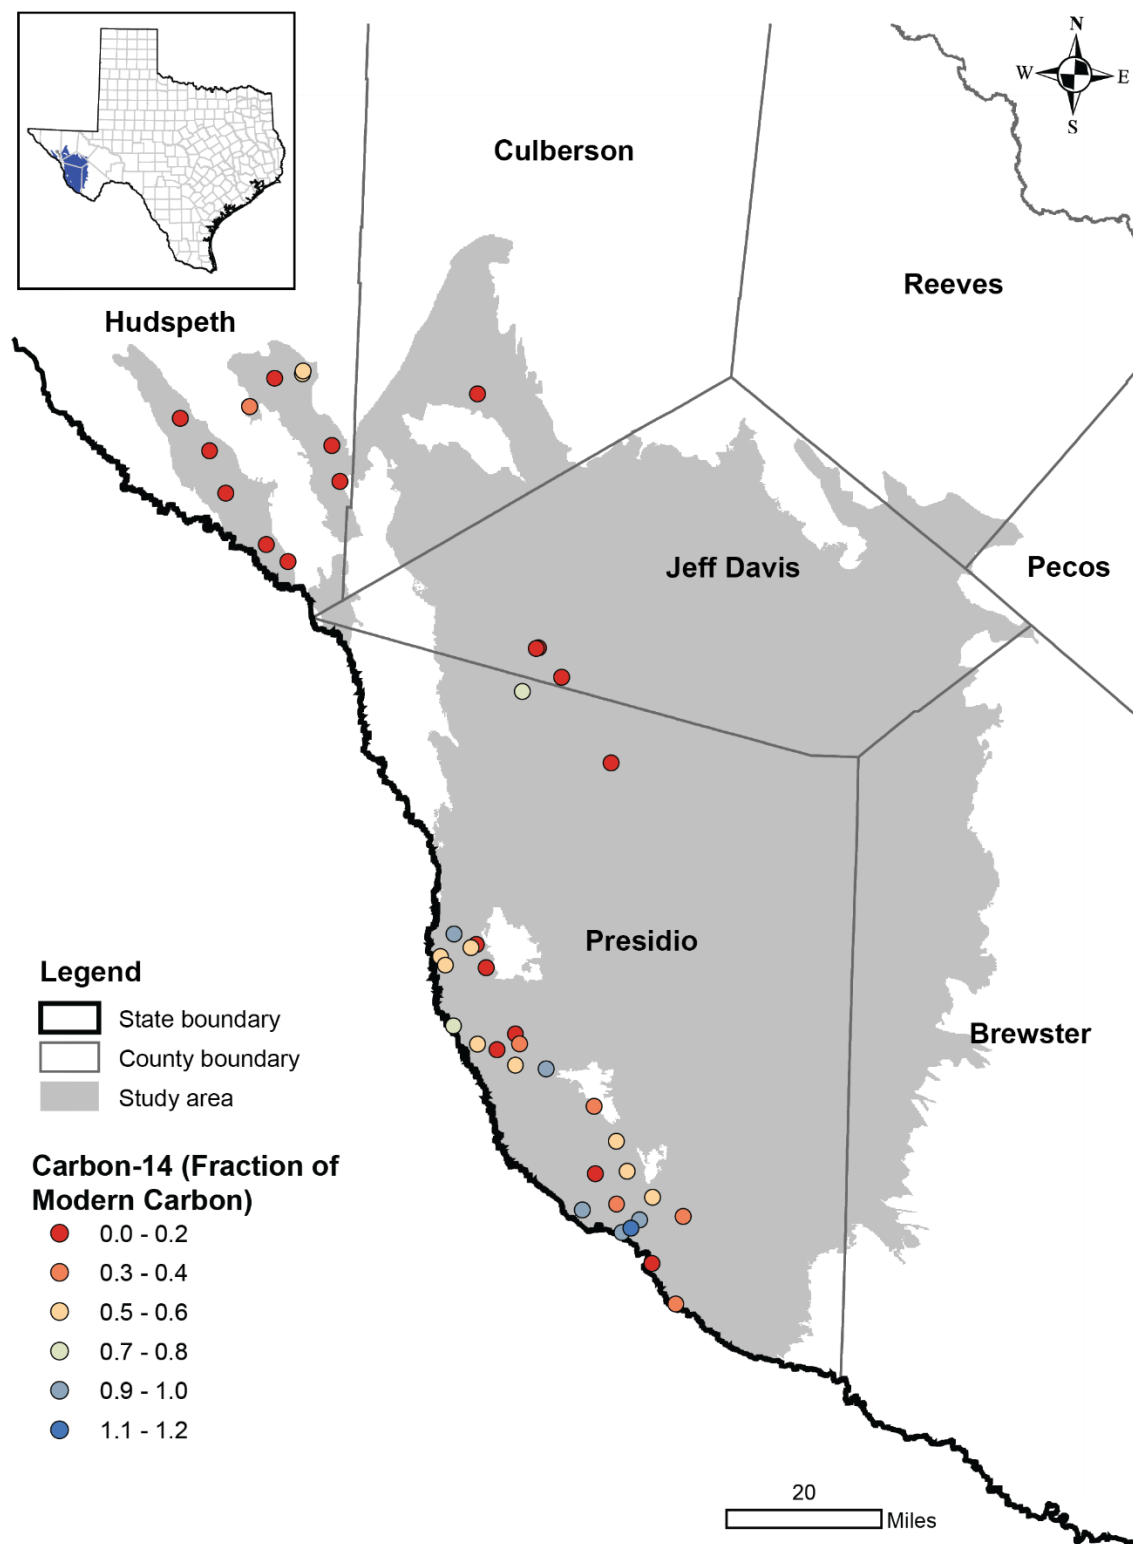 N
W E
S
Culberson
Reeves
Hudspeth
Jeff Davis
Pecos
Presidio
Brewster
Legend
State boundary
County boundary
Study area
Carbon-14 (Fraction of
Modern Carbon)
0.0 - 0.2
0.3 - 0.4
0.5 - 0.6
0.7 - 0.8
0.9 - 1.0
1.1 - 1.2
20
Miles